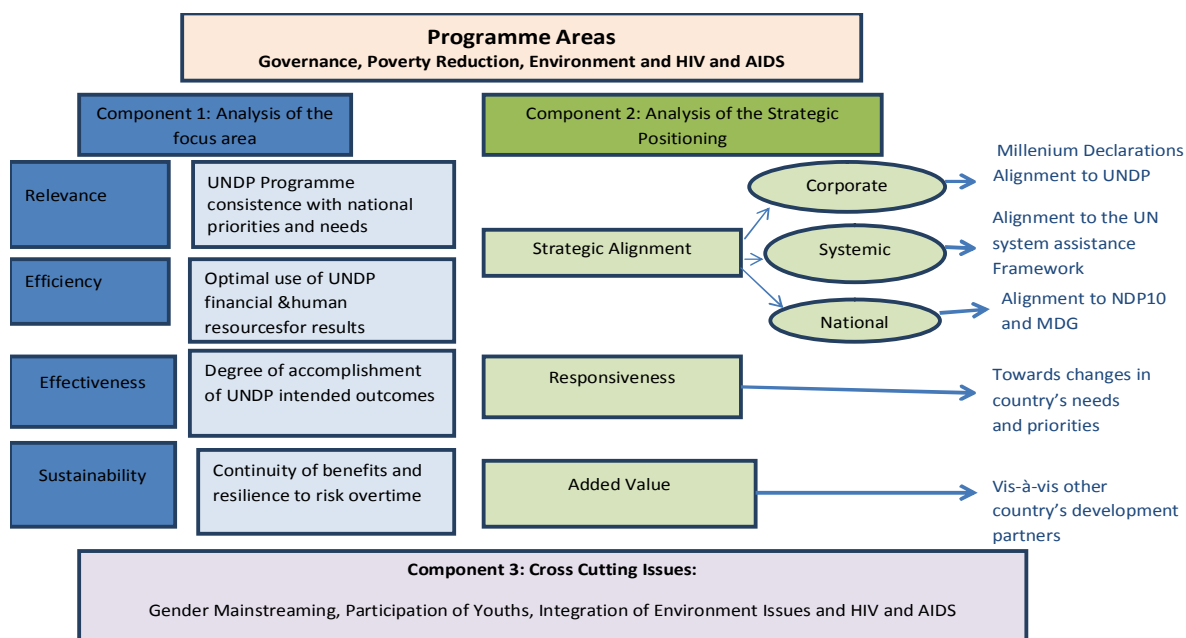 Programme Areas
Governance, Poverty Reduction, Environment and HIV and AIDS
Component 1: Analysis of the
focus area
Relevance
UNDP Programme
consistence with national
priorities and needs
Efficiency
Optimal use of UNDP
financial &human
resourcesfor results
Effectiveness
Degree of accomplishment
of UNDP intended outcomes
Sustainability
Continuity of benefits and
resilience to risk overtime
Component 2: Analysis of the Strategic
Positioning
Strategic Alignment
Corporate
Millenium Declarations
Alignment to UNDP
Systemic
Alignment to the UN
system assistance
Framework
National
Alignment to NDP10
and MDG
Responsiveness
Towards changes in
country’s needs
and priorities
Added Value
Vis-à-vis other
country’s development
partners
Component 3: Cross Cutting Issues:
Gender Mainstreaming, Participation of Youths, Integration of Environment Issues and HIV and AIDS